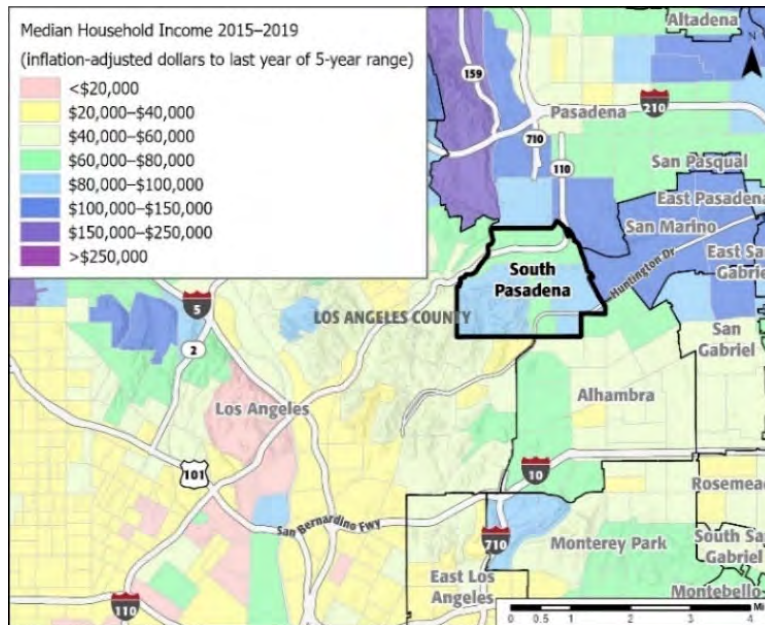 Median Household Income 2015–2019
(inflation-adjusted dollars to last year of 5-year range)
<$20,000
$20,000–$40,000
$40,000–$60,000
$60,000–$80,000
$80,000–$100,000
$100,000–$150,000
$150,000–$250,000
>$250,000
Altadena
N
159
Pasadena
210
710
110
San Pasqual
East Pasadena
San Marino
East San
Gabriel
South
Pasadena
Huntington Dr
5
LOS ANGELES COUNTY
2
San
Gabriel
Los Angeles
Alhambra
101
10
Rosemead
San Bernardino Fwy
710
Monterey Park
South San
Gabriel
East Los
Angeles
Montebello
110
0 0.5 1 2 3 4 Mi